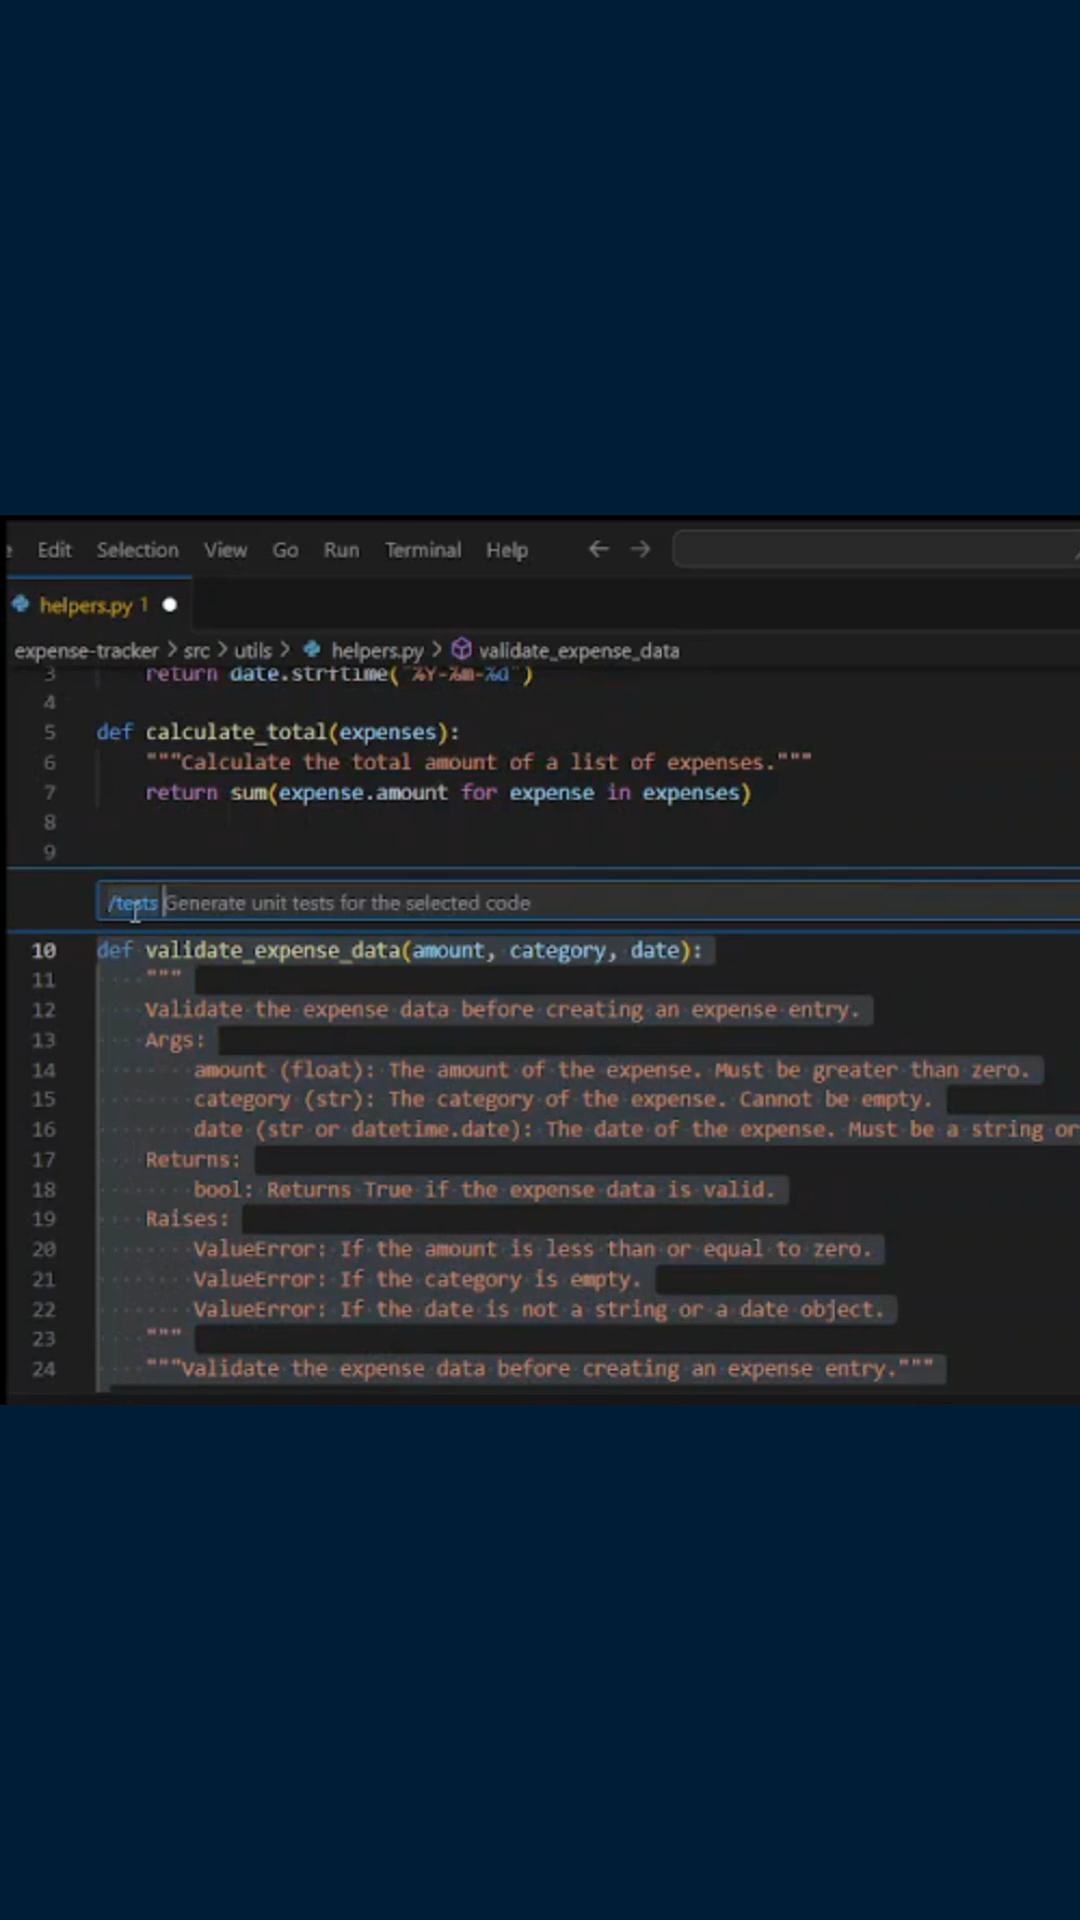 Edit Selection View Go Run Terminal Help
helpers.py 1
expense-tracker > src > utils > helpers.py > validate_expense_data
3 return date.strftime("%Y-%m-%d")
4
5 def calculate_total(expenses):
6 """Calculate the total amount of a list of expenses."""
7 return sum(expense.amount for expense in expenses)
8
9
/tests Generate unit tests for the selected code
10 def validate_expense_data(amount, category, date):
11 """
12 Validate the expense data before creating an expense entry.
13 Args:
14 amount (float): The amount of the expense. Must be greater than zero.
15 category (str): The category of the expense. Cannot be empty.
16 date (str or datetime.date): The date of the expense. Must be a string or
17 Returns:
18 bool: Returns True if the expense data is valid.
19 Raises:
20 ValueError: If the amount is less than or equal to zero.
21 ValueError: If the category is empty.
22 ValueError: If the date is not a string or a date object.
23 """
24 """Validate the expense data before creating an expense entry."""